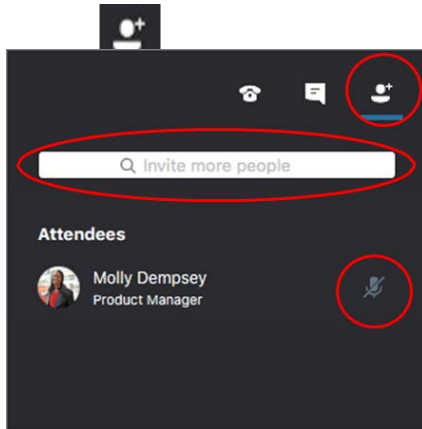 Invite more people
Attendees
Molly Dempsey
Product Manager